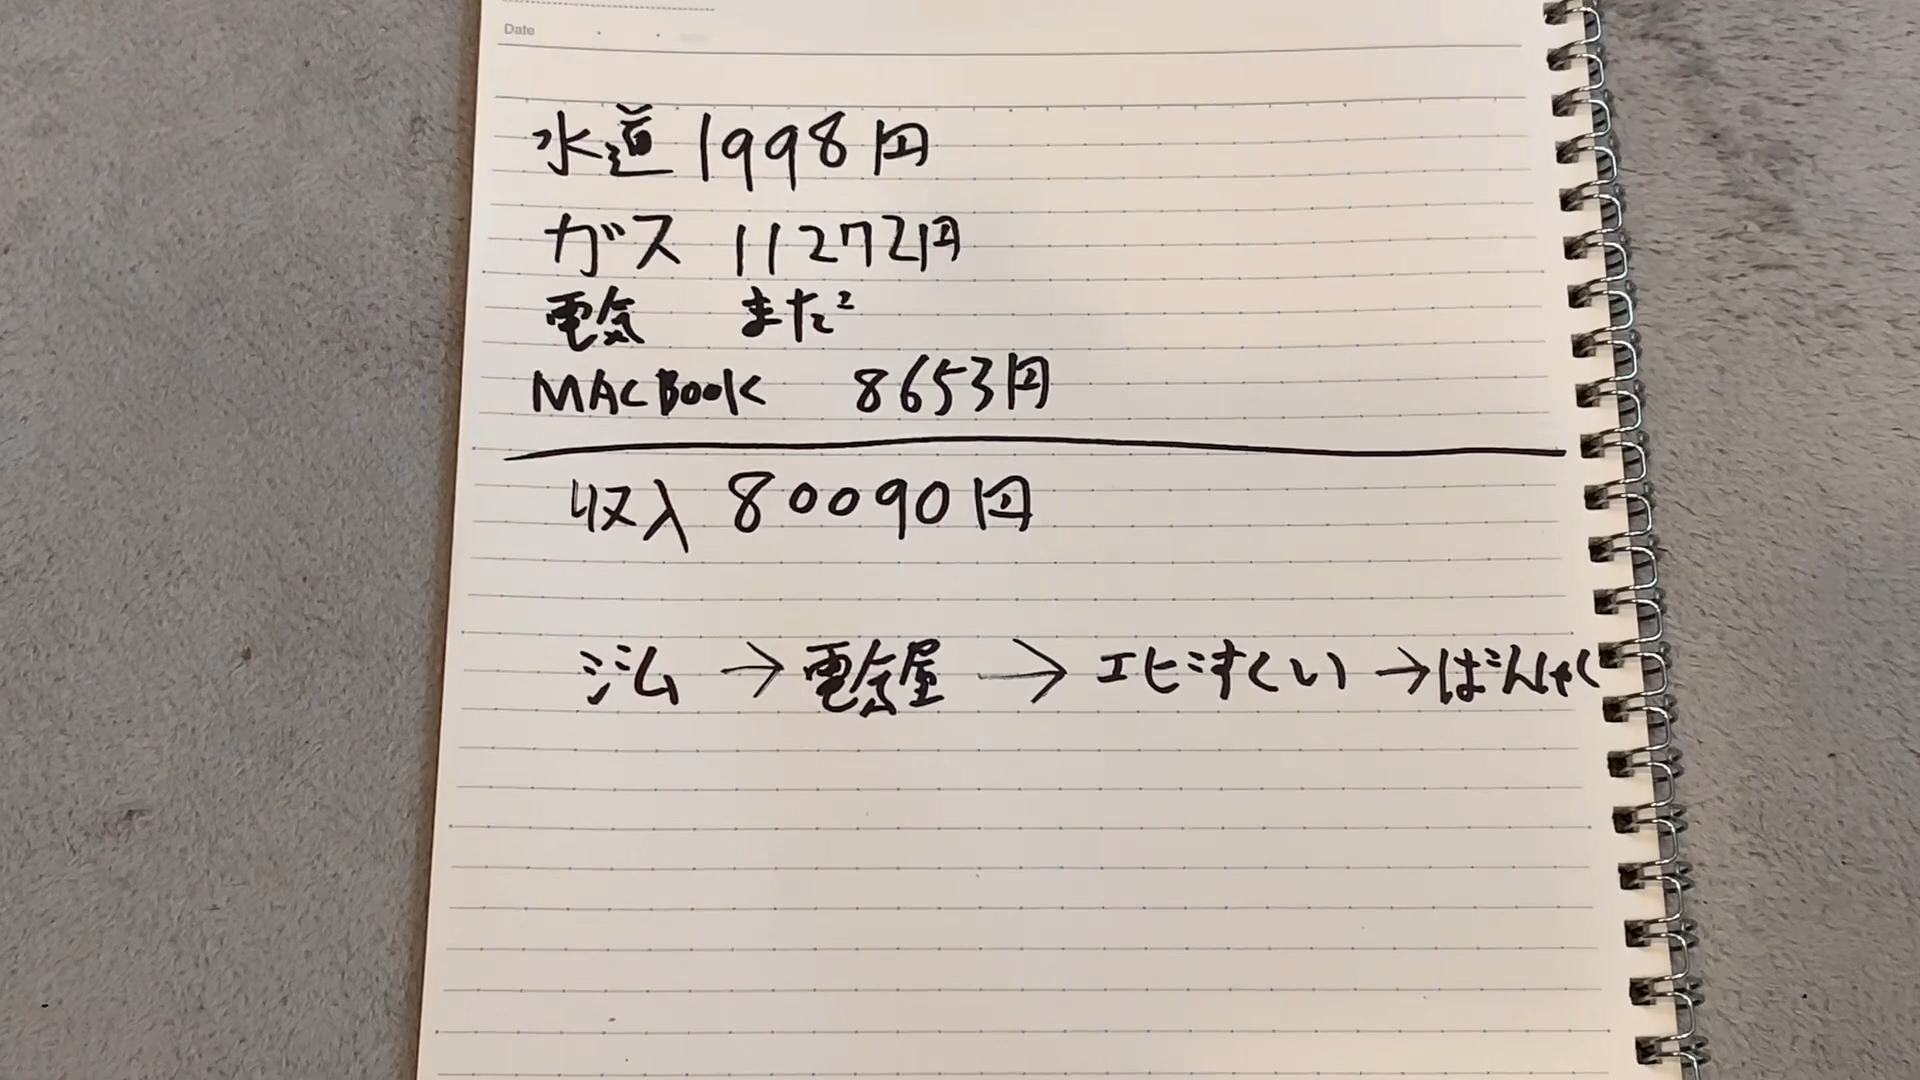 Date
水道 1998円
ガス 11272円
電気 まだ
MACBook 8653円
収入 80090円
ジム → 電気屋 → エビすくい → ばんしゃく